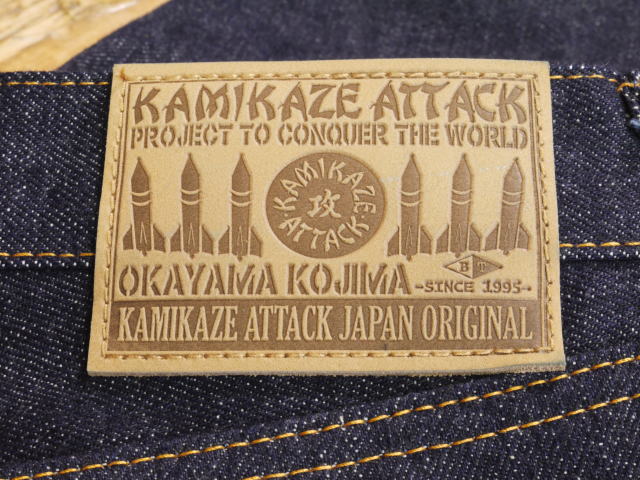 KAMIKAZE ATTACK
PROJECT TO CONQUER THE WORLD
KAMIKAZE
攻
ATTACK
OKAYAMA KOJIMA
B T
-SINCE 1995-
KAMIKAZE ATTACK JAPAN ORIGINAL